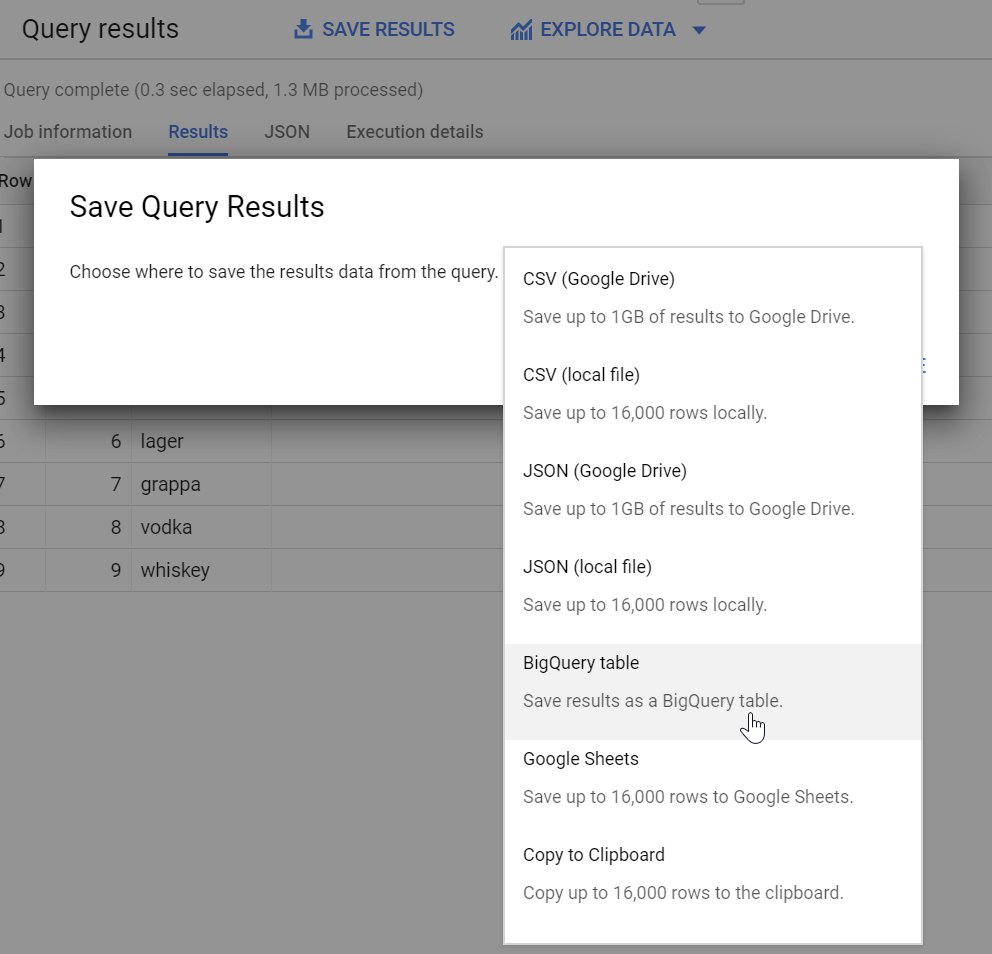 Query results
SAVE RESULTS
EXPLORE DATA
Query complete (0.3 sec elapsed, 1.3 MB processed)
Job information
Results
JSON
Execution details
Row
Save Query Results
Choose where to save the results data from the query.
CSV (Google Drive)
Save up to 1GB of results to Google Drive.
CSV (local file)
Save up to 16,000 rows locally.
JSON (Google Drive)
Save up to 1GB of results to Google Drive.
JSON (local file)
Save up to 16,000 rows locally.
BigQuery table
Save results as a BigQuery table.
Google Sheets
Save up to 16,000 rows to Google Sheets.
Copy to Clipboard
Copy up to 16,000 rows to the clipboard.
1
2
3
4
5
6 6 lager
7 7 grappa
8 8 vodka
9 9 whiskey